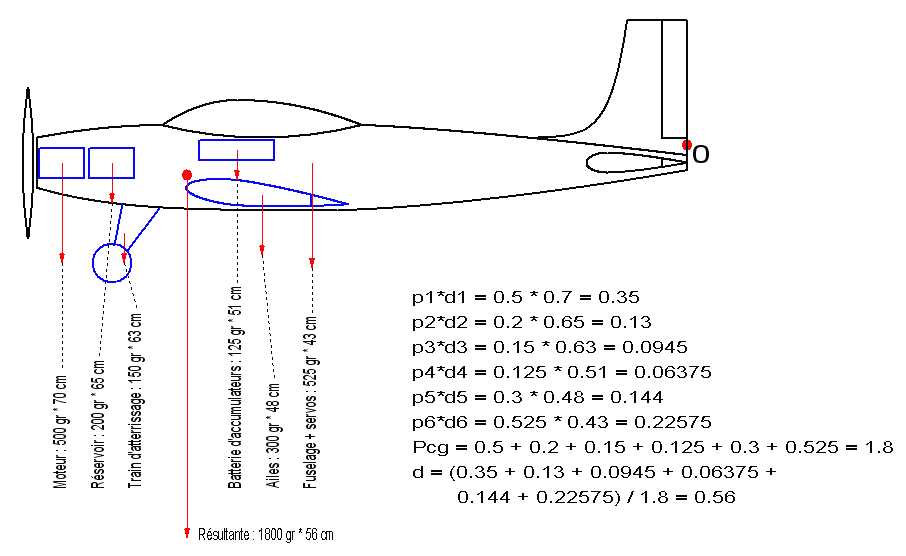 O
Moteur : 500 gr * 70 cm
Réservoir : 200 gr * 65 cm
Train d'atterrissage : 150 gr * 63 cm
Batterie d'accumulateurs : 125 gr * 51 cm
Ailes : 300 gr * 48 cm
Fuselage + servos : 525 gr * 43 cm
p1*d1 = 0.5 * 0.7 = 0.35
p2*d2 = 0.2 * 0.65 = 0.13
p3*d3 = 0.15 * 0.63 = 0.0945
p4*d4 = 0.125 * 0.51 = 0.06375
p5*d5 = 0.3 * 0.48 = 0.144
p6*d6 = 0.525 * 0.43 = 0.22575
Pcg = 0.5 + 0.2 + 0.15 + 0.125 + 0.3 + 0.525 = 1.8
d = (0.35 + 0.13 + 0.0945 + 0.06375 +
0.144 + 0.22575) / 1.8 = 0.56
Résultante : 1800 gr * 56 cm